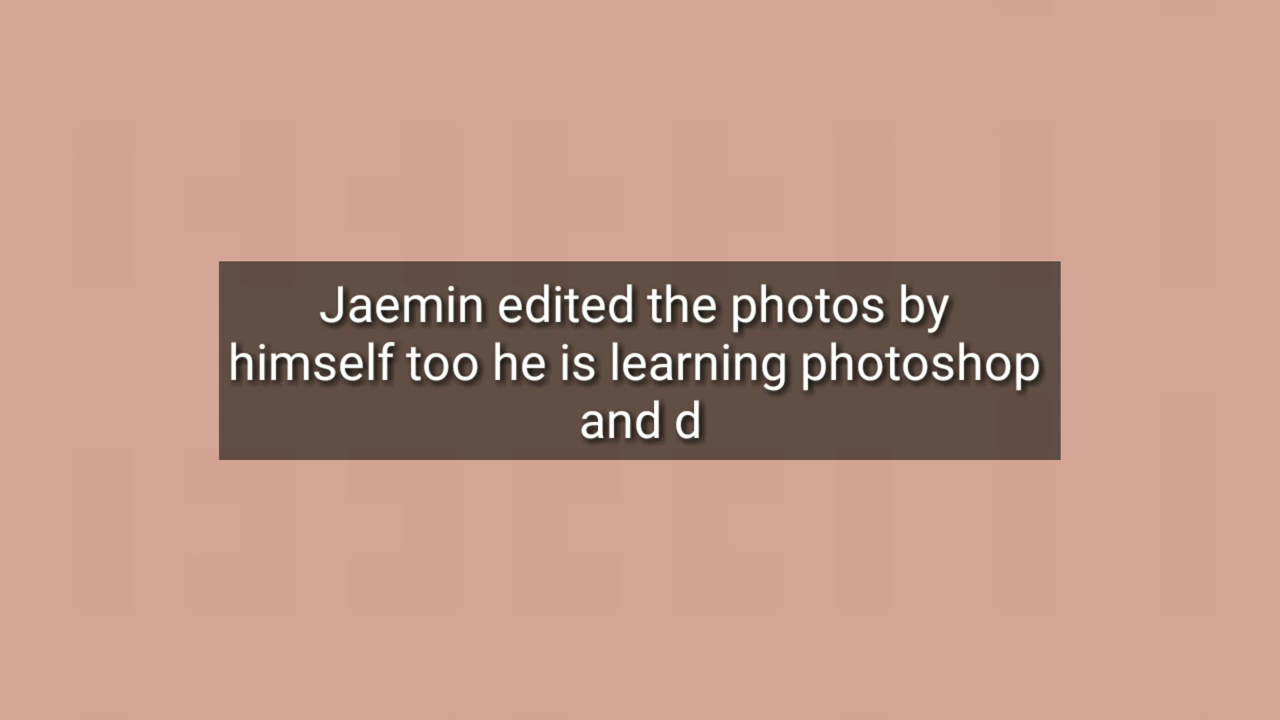 Jaemin edited the photos by
himself too he is learning photoshop
and d